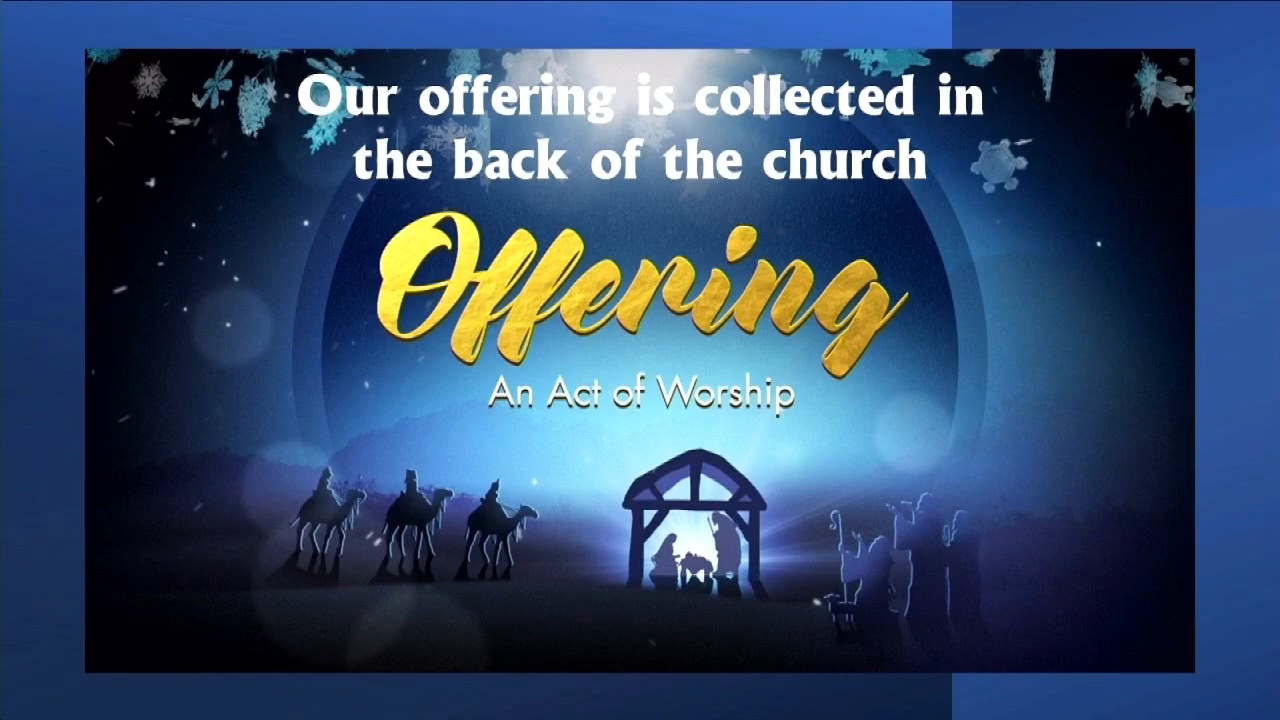 Our offering is collected in
the back of the church
Offering
An Act of Worship